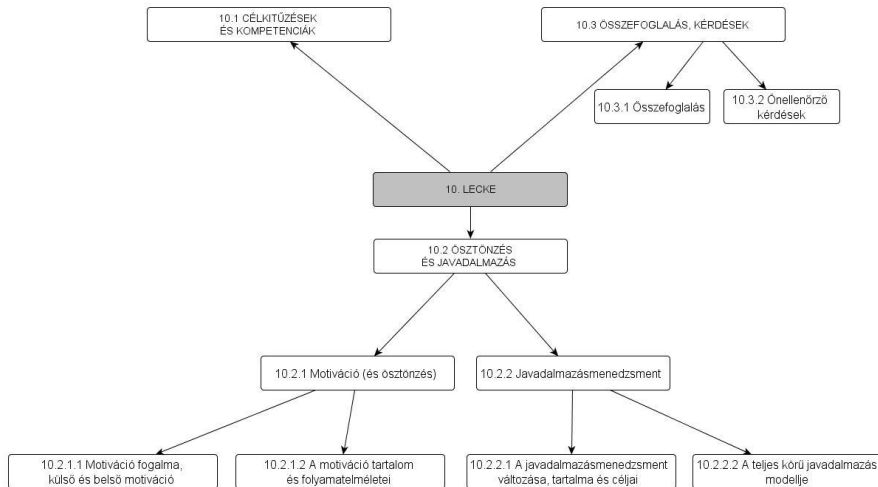 10.1 CÉLKITŰZÉSEK
ÉS KOMPETENCIÁK
10.3 ÖSSZEFOGLALÁS, KÉRDÉSEK
10.3.1 Összefoglalás
10.3.2 Önellenőrző
kérdések
10. LECKE
10.2 ÖSZTÖNZÉS
ÉS JAVADALMAZÁS
10.2.1 Motiváció (és ösztönzés)
10.2.2 Javadalmazásmenedzsment
10.2.1.1 Motiváció fogalma,
külső és belső motiváció
10.2.1.2 A motiváció tartalom
és folyamatelméletei
10.2.2.1 A javadalmazásmenedzsment
változása, tartalma és céljai
10.2.2.2 A teljes körű javadalmazás
modellje